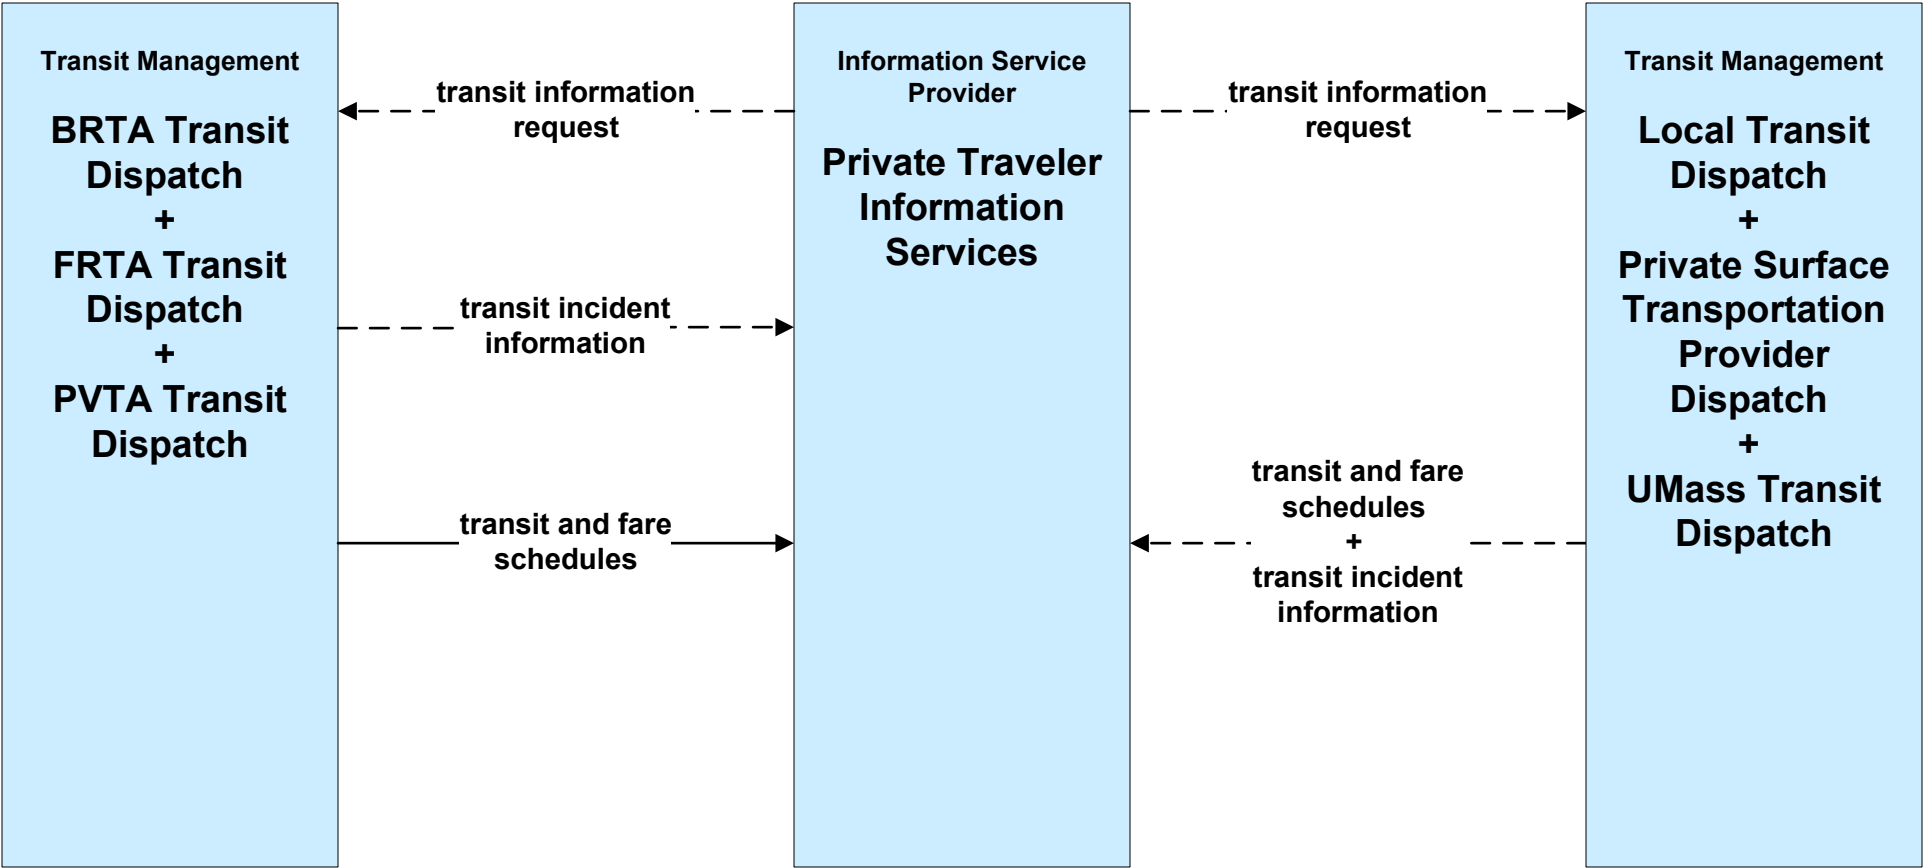 Transit Management
BRTA Transit
Dispatch
+
FRTA Transit
Dispatch
+
PVTA Transit
Dispatch
transit information
request
transit incident
information
transit and fare
schedules
Information Service
Provider
Private Traveler
Information
Services
transit information
request
transit and fare
schedules
+
transit incident
information
Transit Management
Local Transit
Dispatch
+
Private Surface
Transportation
Provider
Dispatch
+
UMass Transit
Dispatch